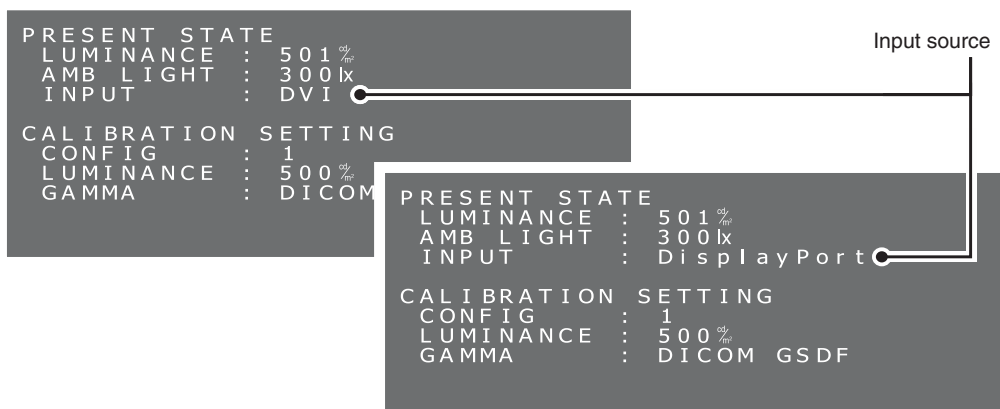 Input source
PRESENT STATE
LUMINANCE : 501 cd/m²
AMB LIGHT : 300 lx
INPUT : DVI
CALIBRATION SETTING
CONFIG : 1
LUMINANCE : 500 cd/m²
GAMMA : DICOM
PRESENT STATE
LUMINANCE : 501 cd/m²
AMB LIGHT : 300 lx
INPUT : DisplayPort
CALIBRATION SETTING
CONFIG : 1
LUMINANCE : 500 cd/m²
GAMMA : DICOM GSDF